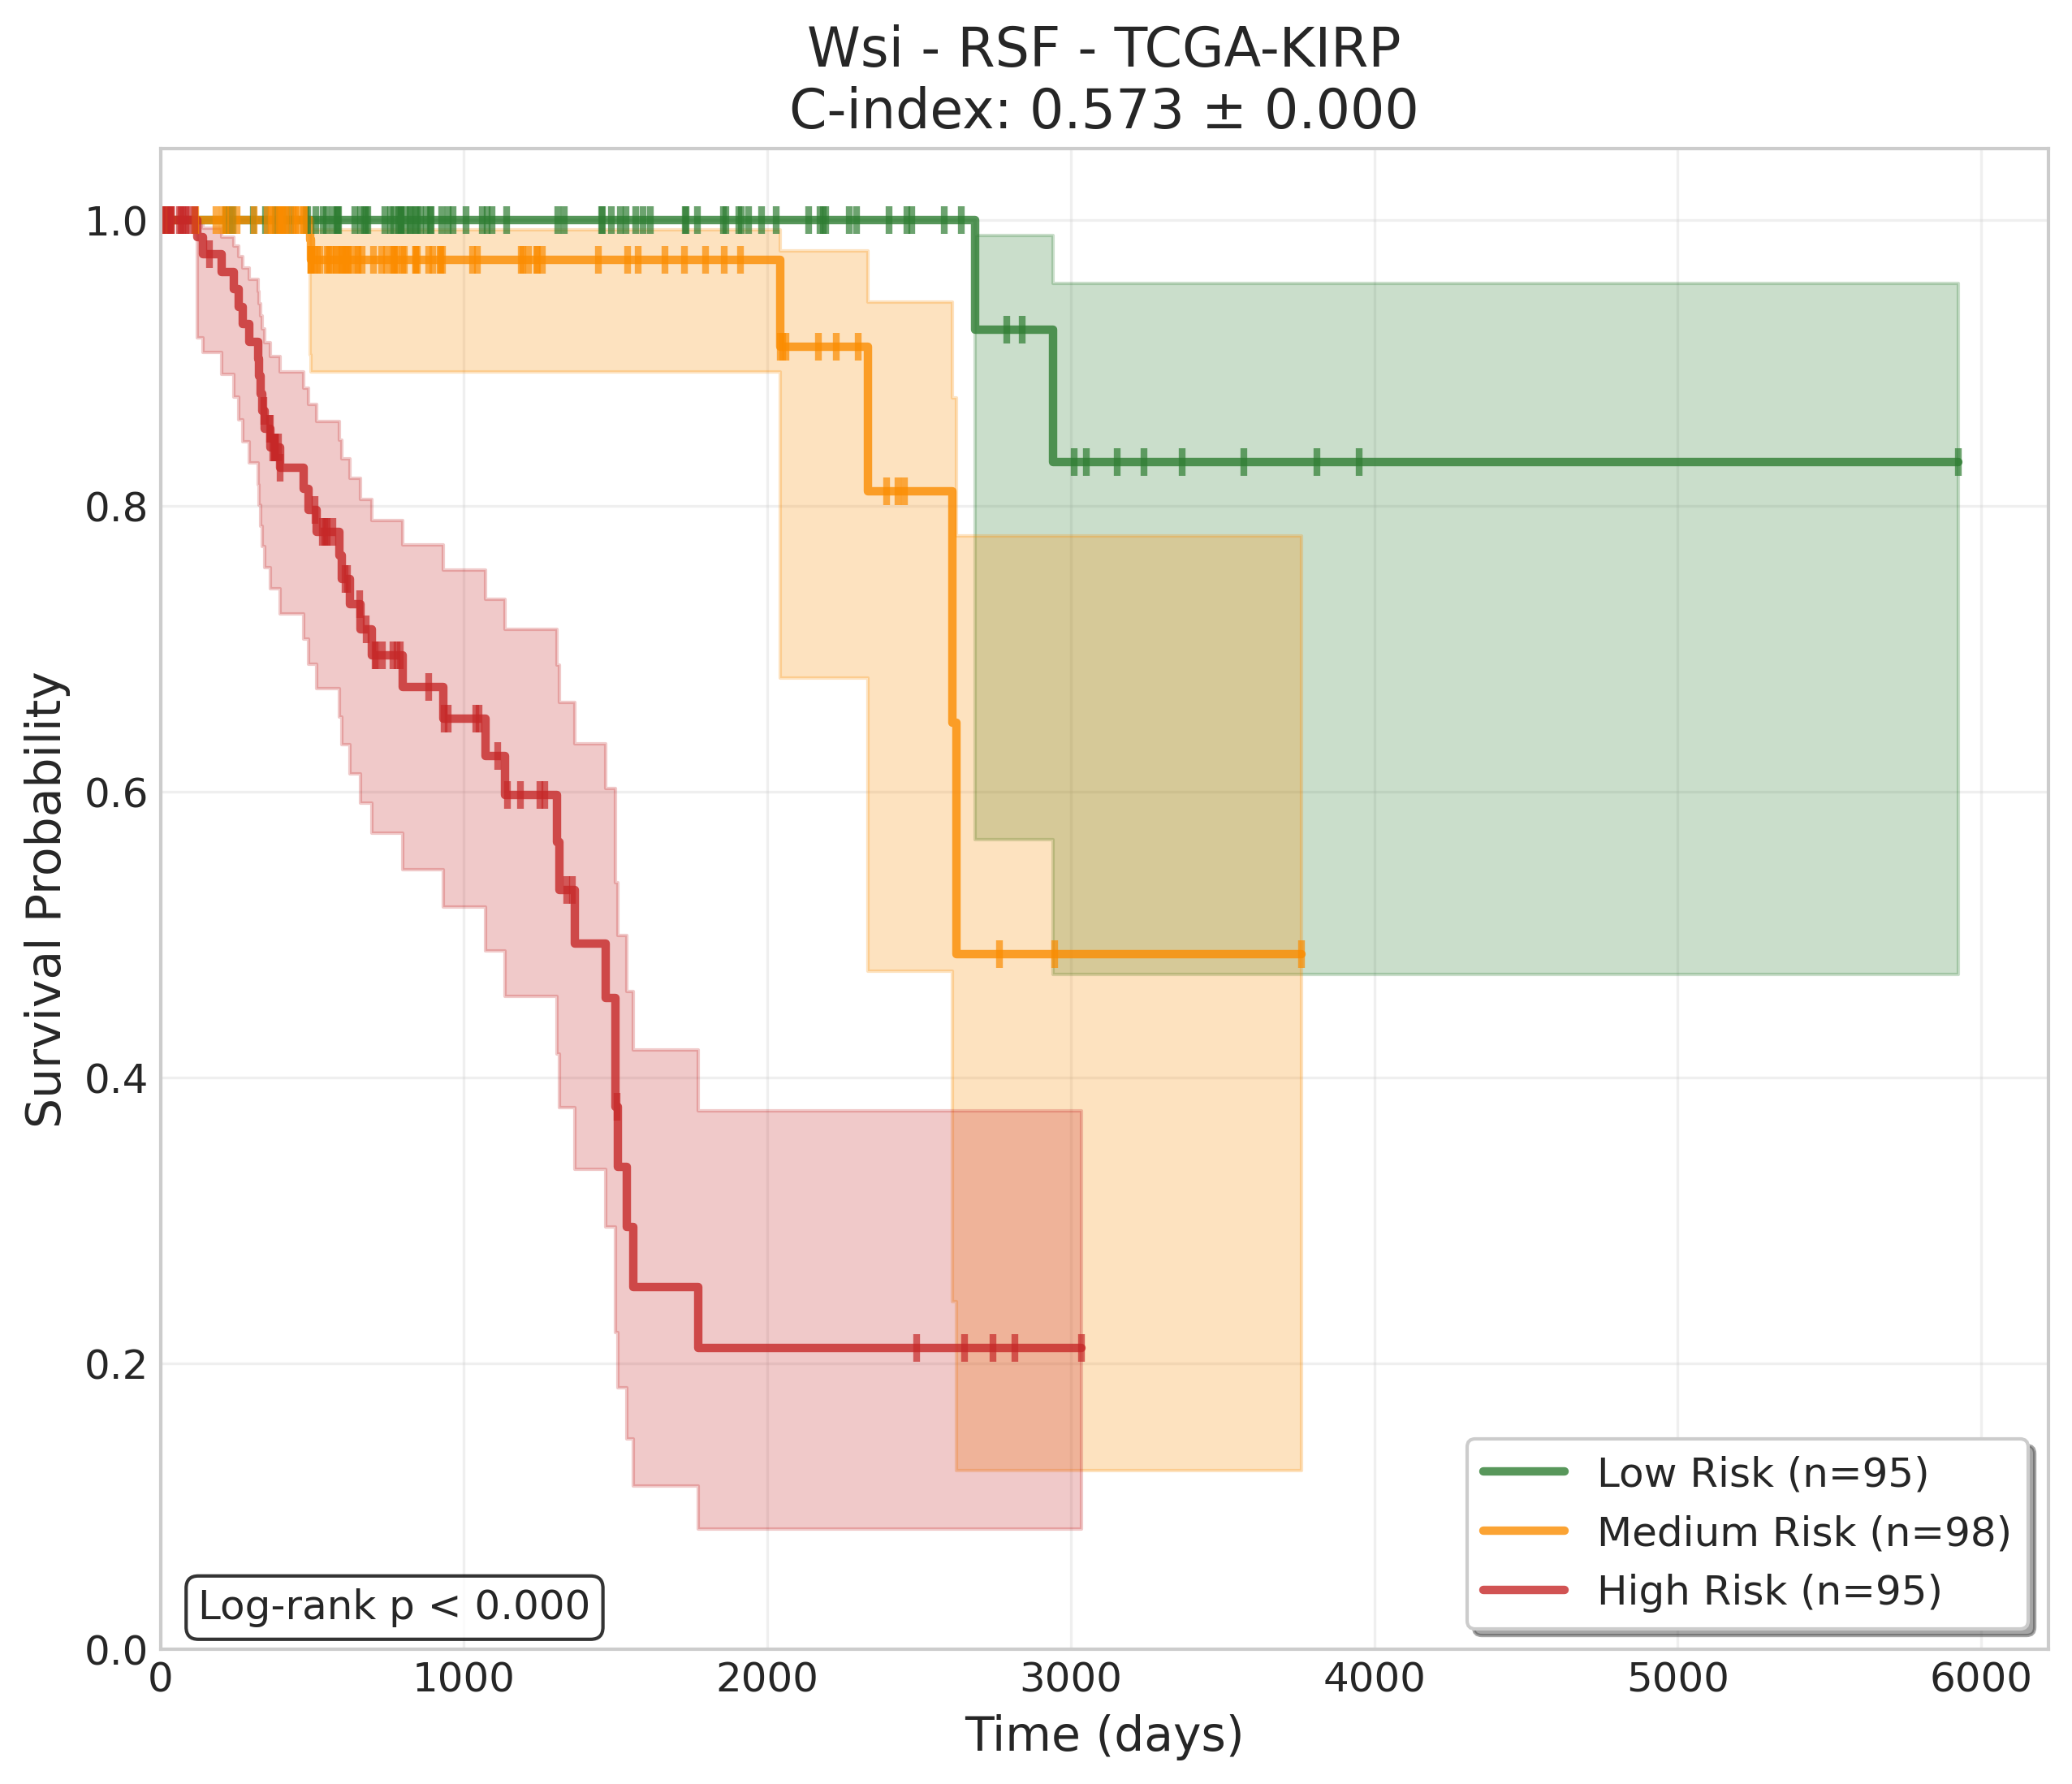 Wsi - RSF - TCGA-KIRP
C-index: 0.573 ± 0.000
Survival Probability
1.0
0.8
0.6
0.4
0.2
0.0
0
1000
2000
3000
4000
5000
6000
Time (days)
Log-rank p < 0.000
Low Risk (n=95)
Medium Risk (n=98)
High Risk (n=95)